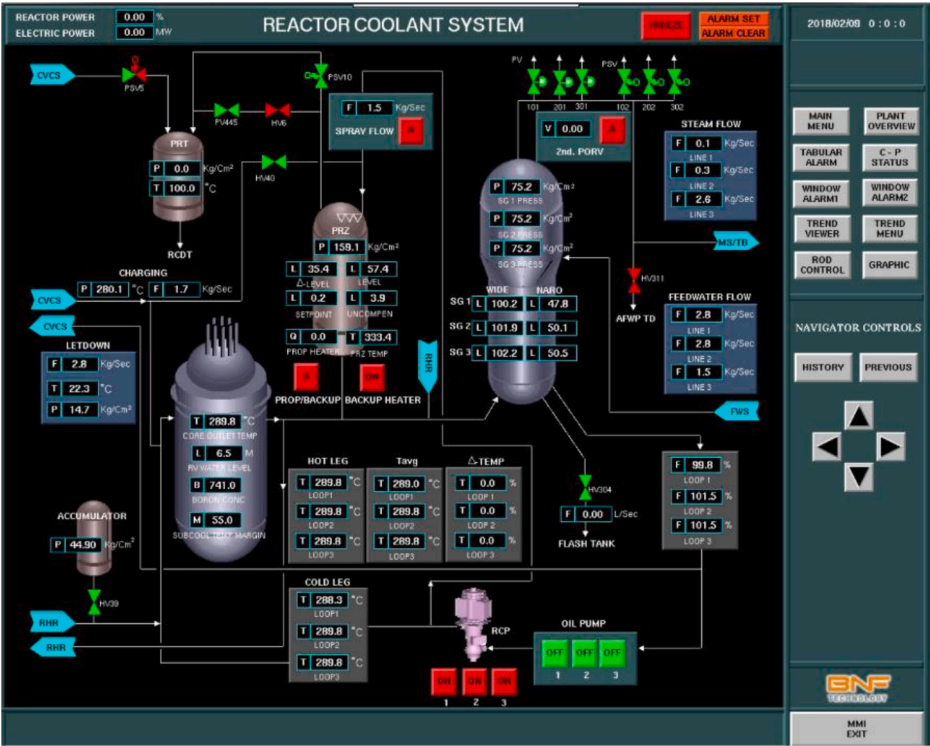 REACTOR POWER 0.00 %
ELECTRIC POWER 0.00 MW
REACTOR COOLANT SYSTEM
FREEZE
ALARM SET
ALARM CLEAR
2018/02/09 0 : 0 : 0
CVCS
PSV5
PSV10
PV445
HV6
HV40
F 1.5 Kg/Sec
SPRAY FLOW A
PRT
P 0.0 Kg/Cm²
T 100.0 °C
RCDT
PV
PSV
101 201 301 102 202 302
V 0.00 A
2nd. PORV
STEAM FLOW
F 0.1 Kg/Sec
LINE 1
F 0.3 Kg/Sec
LINE 2
F 2.6 Kg/Sec
LINE 3
MS/TB
HV311
AFWP TD
P 75.2 Kg/Cm²
SG 1 PRESS
P 75.2 Kg/Cm²
SG 2 PRESS
P 75.2 Kg/Cm²
SG 3 PRESS
WIDE NARO
SG 1 L 100.2 L 47.8
SG 2 L 101.9 L 50.1
SG 3 L 102.2 L 50.5
FEEDWATER FLOW
F 2.8 Kg/Sec
LINE 1
F 2.8 Kg/Sec
LINE 2
F 1.5 Kg/Sec
LINE 3
FWS
PRZ
P 159.1 Kg/Cm²
L 35.4 L 57.4
△-LEVEL LEVEL
L 0.2 L 3.9
SETPOINT UNCOMPEN
Q 0.0 T 333.4
PROP HEATER PRZ TEMP
A ON
PROP/BACKUP BACKUP HEATER
RHR
CHARGING
P 280.1 °C F 1.7 Kg/Sec
CVCS
CVCS
LETDOWN
F 2.8 Kg/Sec
T 22.3 °C
P 14.7 Kg/Cm²
T 289.8 °C
CORE OUTLET TEMP
L 6.5 M
RV WATER LEVEL
B 741.0
BORON CONC
M 55.0
SUBCOOL TEMP MARGIN
ACCUMULATOR
P 44.90 Kg/Cm²
HV39
RHR
RHR
HOT LEG
T 289.8 °C
LOOP1
T 289.8 °C
LOOP2
T 289.8 °C
LOOP3
Tavg
T 289.0 °C
LOOP1
T 289.8 °C
LOOP2
T 289.8 °C
LOOP3
△-TEMP
T 0.0 %
LOOP 1
T 0.0 %
LOOP 2
T 0.0 %
LOOP 3
HV304
F 0.00 L/Sec
FLASH TANK
F 99.8 %
LOOP 1
F 101.5 %
LOOP 2
F 101.5 %
LOOP 3
COLD LEG
T 288.3 °C
LOOP1
T 289.8 °C
LOOP2
T 289.8 °C
LOOP3
RCP
ON ON ON
1 2 3
OIL PUMP
OFF OFF OFF
1 2 3
MAIN
MENU
PLANT
OVERVIEW
TABULAR
ALARM
C - P
STATUS
WINDOW
ALARM1
WINDOW
ALARM2
TREND
VIEWER
TREND
MENU
ROD
CONTROL
GRAPHIC
NAVIGATOR CONTROLS
HISTORY
PREVIOUS
BNF
TECHNOLOGY
MMI
EXIT